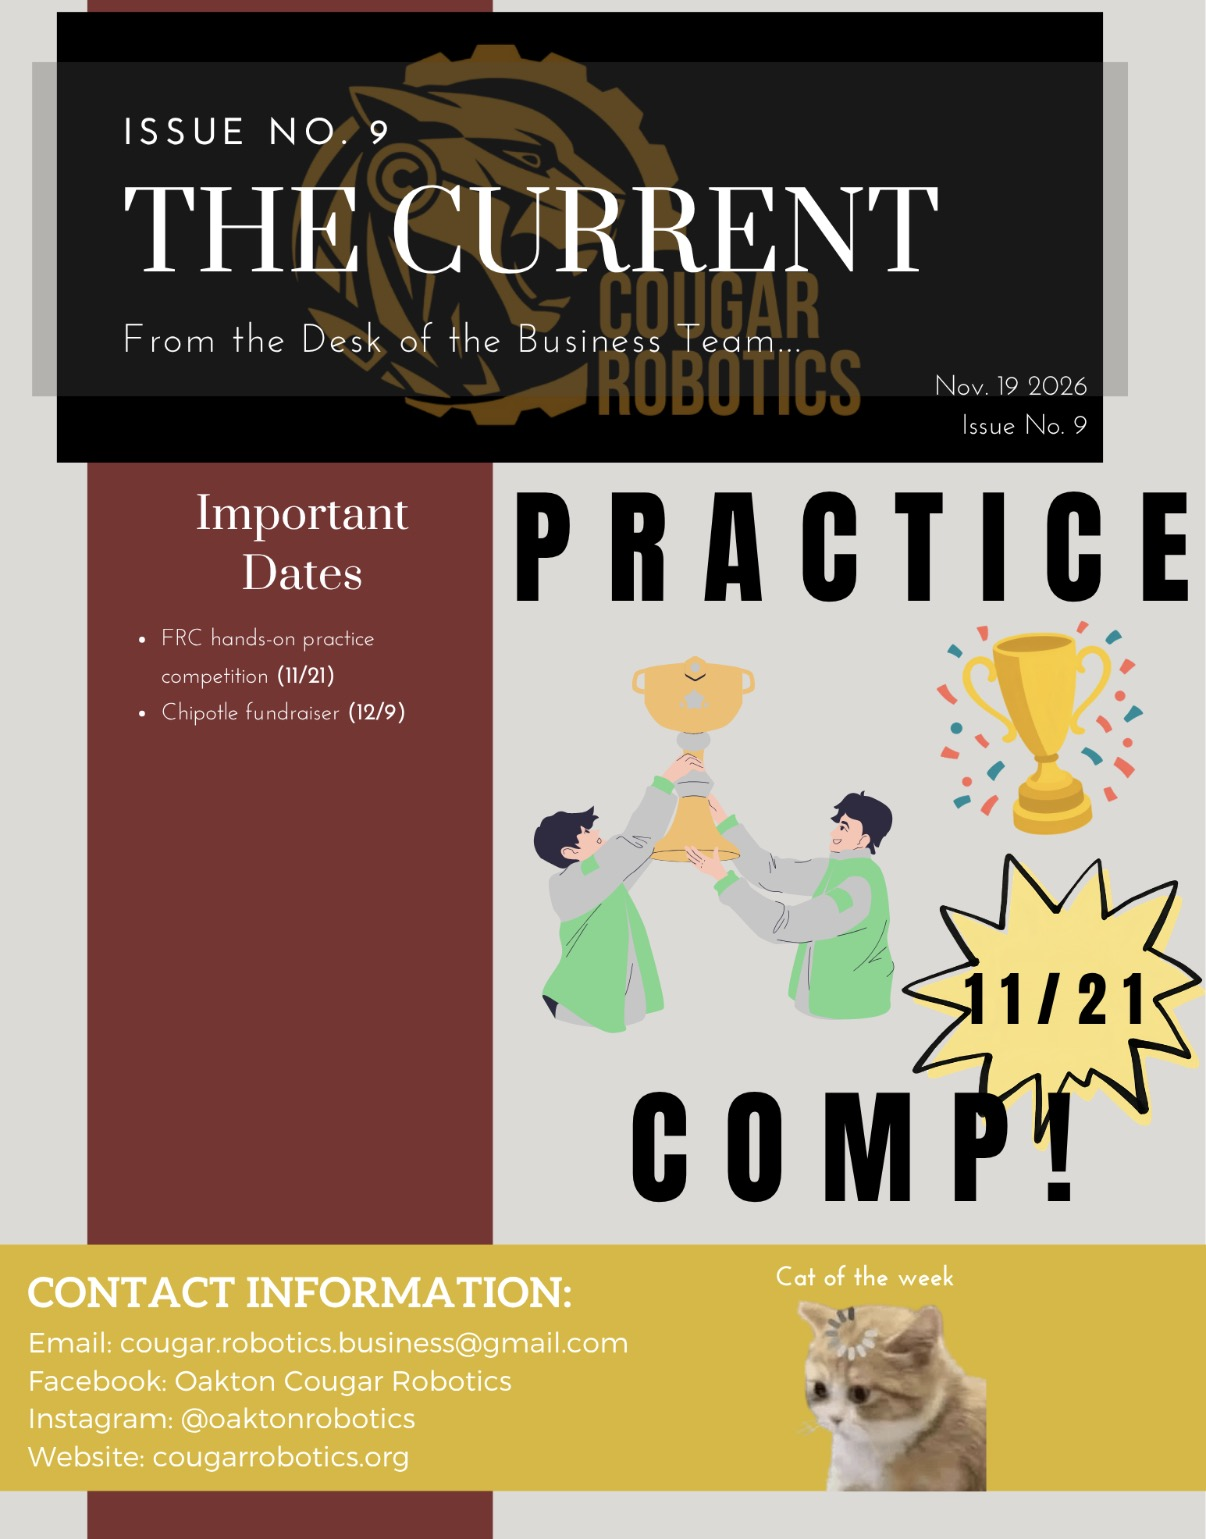 ISSUE NO. 9
THE CURRENT
COUGAR
From the Desk of the Business Team...
ROBOTICS
Nov. 19 2026
Issue No. 9
Important
Dates
• FRC hands-on practice
competition (11/21)
• Chipotle fundraiser (12/9)
PRACTICE
11/21
COMP!
CONTACT INFORMATION:
Email: cougar.robotics.business@gmail.com
Facebook: Oakton Cougar Robotics
Instagram: @oaktonrobotics
Website: cougarrobotics.org
Cat of the week